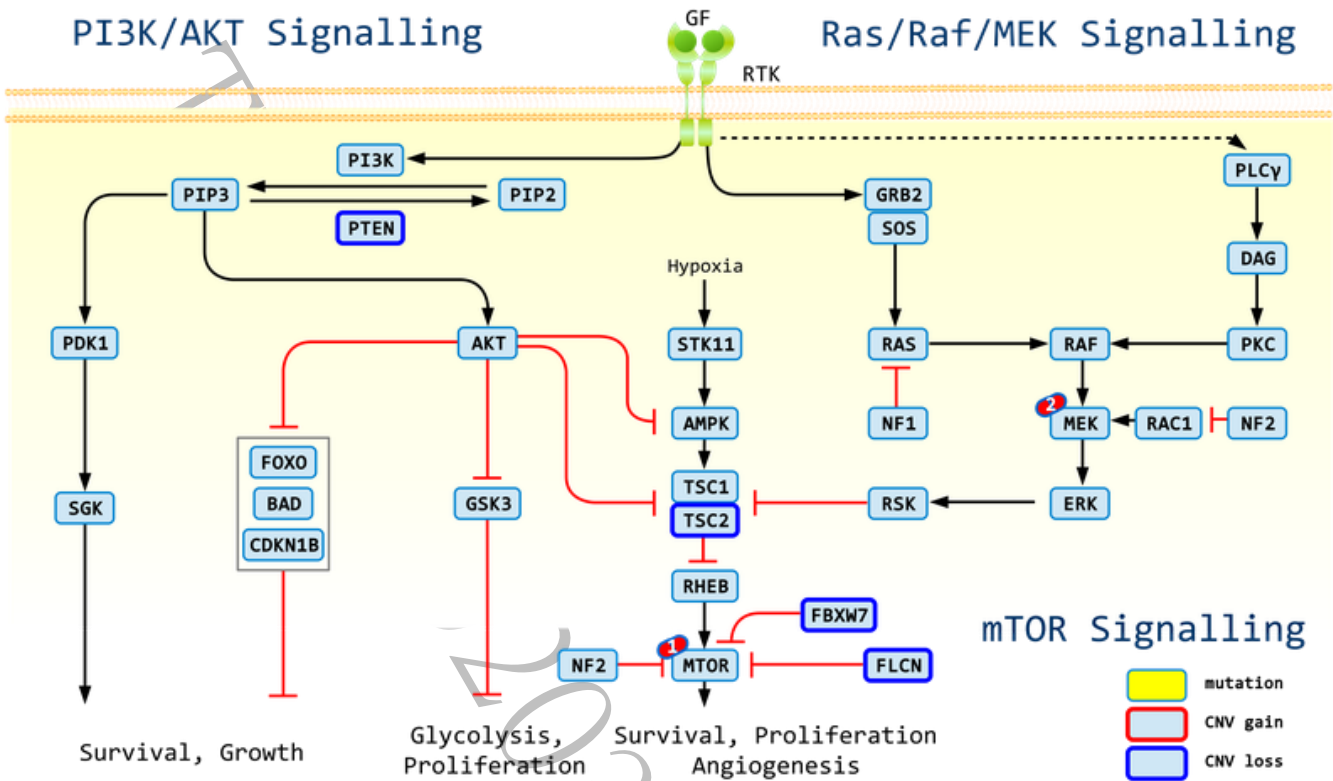 PI3K/AKT Signalling
GF
Ras/Raf/MEK Signalling
RTK
PI3K
PLCγ
PIP3
PIP2
GRB2
PTEN
SOS
DAG
Hypoxia
PDK1
AKT
STK11
RAS
RAF
PKC
2
AMPK
NF1
MEK
RAC1
NF2
FOXO
BAD
CDKN1B
SGK
GSK3
TSC1
TSC2
RSK
ERK
RHEB
FBXW7
mTOR Signalling
1
NF2
MTOR
FLCN
mutation
CNV gain
CNV loss
Survival, Growth
Glycolysis,
Proliferation
Survival, Proliferation
Angiogenesis